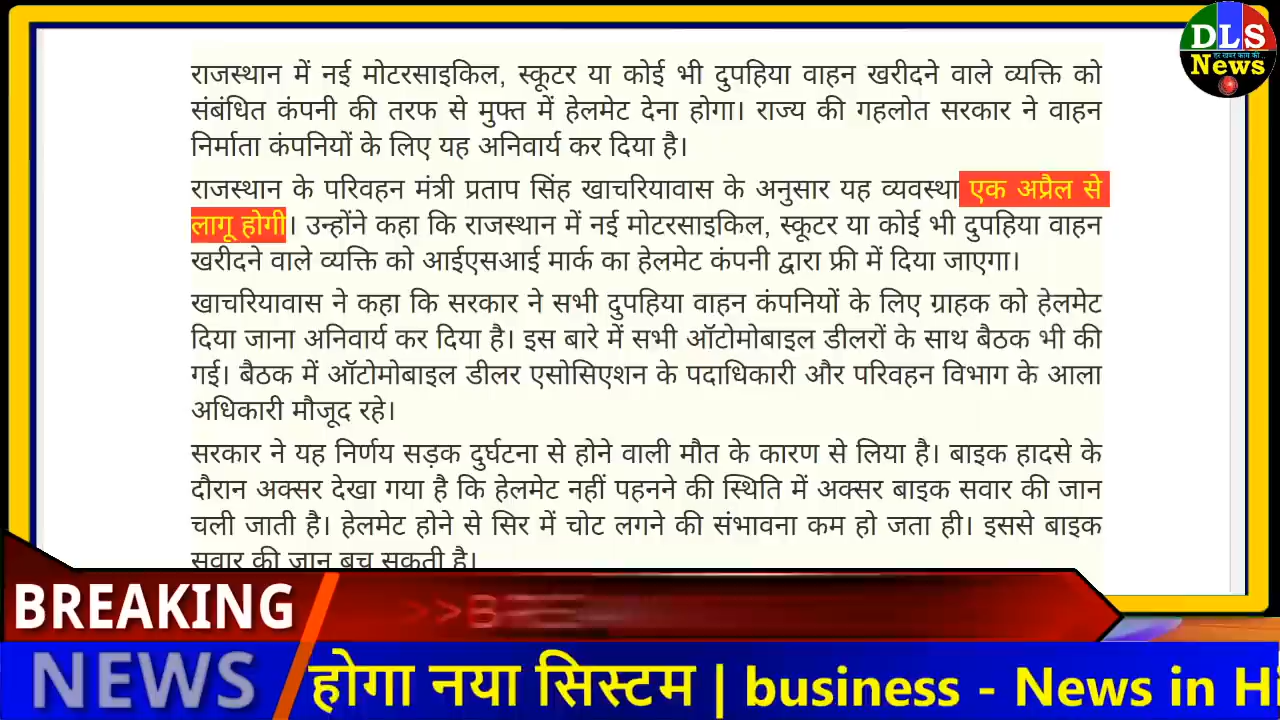 DLS
हर खबर काम की..
News
राजस्थान में नई मोटरसाइकिल, स्कूटर या कोई भी दुपहिया वाहन खरीदने वाले व्यक्ति को
संबंधित कंपनी की तरफ से मुफ्त में हेलमेट देना होगा। राज्य की गहलोत सरकार ने वाहन
निर्माता कंपनियों के लिए यह अनिवार्य कर दिया है।
राजस्थान के परिवहन मंत्री प्रताप सिंह खाचरियावास के अनुसार यह व्यवस्था एक अप्रैल से
लागू होगी। उन्होंने कहा कि राजस्थान में नई मोटरसाइकिल, स्कूटर या कोई भी दुपहिया वाहन
खरीदने वाले व्यक्ति को आईएसआई मार्क का हेलमेट कंपनी द्वारा फ्री में दिया जाएगा।
खाचरियावास ने कहा कि सरकार ने सभी दुपहिया वाहन कंपनियों के लिए ग्राहक को हेलमेट
दिया जाना अनिवार्य कर दिया है। इस बारे में सभी ऑटोमोबाइल डीलरों के साथ बैठक भी की
गई। बैठक में ऑटोमोबाइल डीलर एसोसिएशन के पदाधिकारी और परिवहन विभाग के आला
अधिकारी मौजूद रहे।
सरकार ने यह निर्णय सड़क दुर्घटना से होने वाली मौत के कारण से लिया है। बाइक हादसे के
दौरान अक्सर देखा गया है कि हेलमेट नहीं पहनने की स्थिति में अक्सर बाइक सवार की जान
चली जाती है। हेलमेट होने से सिर में चोट लगने की संभावना कम हो जता ही। इससे बाइक
सवार की जान बच सकती है।
BREAKING
NEWS
होगा नया सिस्टम | business - News in H